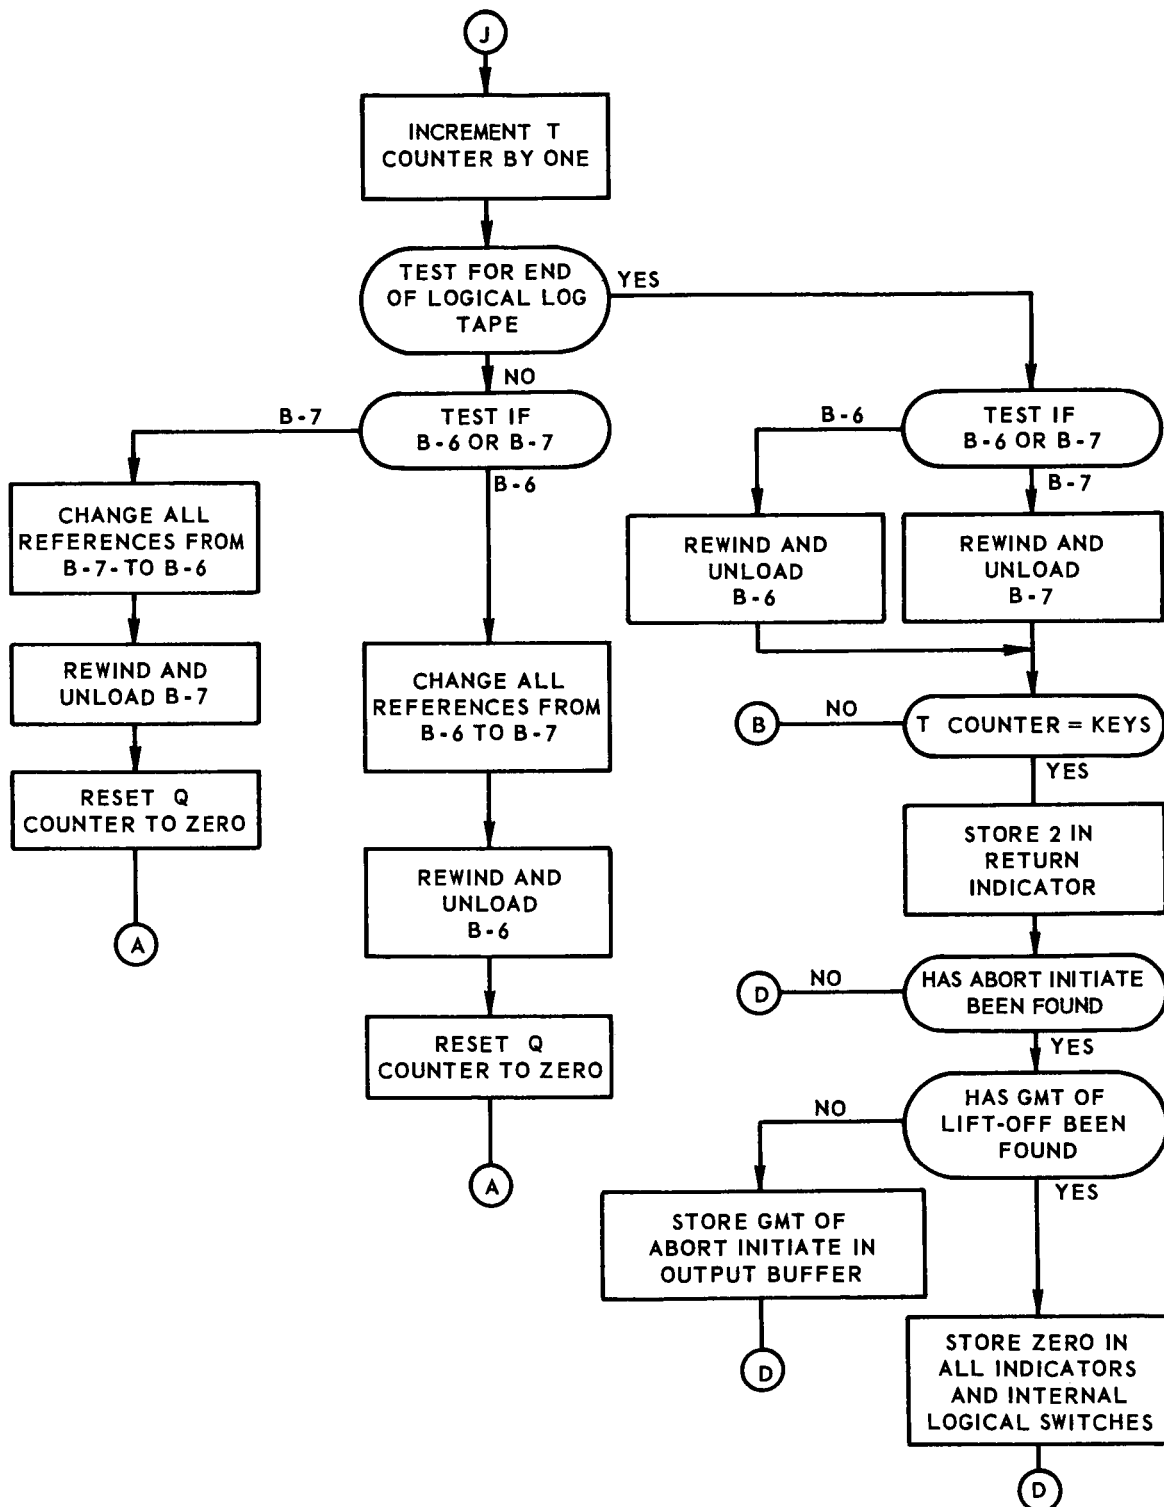 J
INCREMENT T
COUNTER BY ONE
TEST FOR END
OF LOGICAL LOG
TAPE
YES
NO
TEST IF
B-6 OR B-7
B-7
B-6
CHANGE ALL
REFERENCES FROM
B-7-TO B-6
REWIND AND
UNLOAD B-7
RESET Q
COUNTER TO ZERO
A
CHANGE ALL
REFERENCES FROM
B-6 TO B-7
REWIND AND
UNLOAD
B-6
RESET Q
COUNTER TO ZERO
A
TEST IF
B-6 OR B-7
B-6
B-7
REWIND AND
UNLOAD
B-6
REWIND AND
UNLOAD
B-7
T COUNTER = KEYS
NO
B
YES
STORE 2 IN
RETURN
INDICATOR
HAS ABORT INITIATE
BEEN FOUND
NO
D
YES
HAS GMT OF
LIFT-OFF BEEN
FOUND
NO
YES
STORE GMT OF
ABORT INITIATE IN
OUTPUT BUFFER
D
STORE ZERO IN
ALL INDICATORS
AND INTERNAL
LOGICAL SWITCHES
D